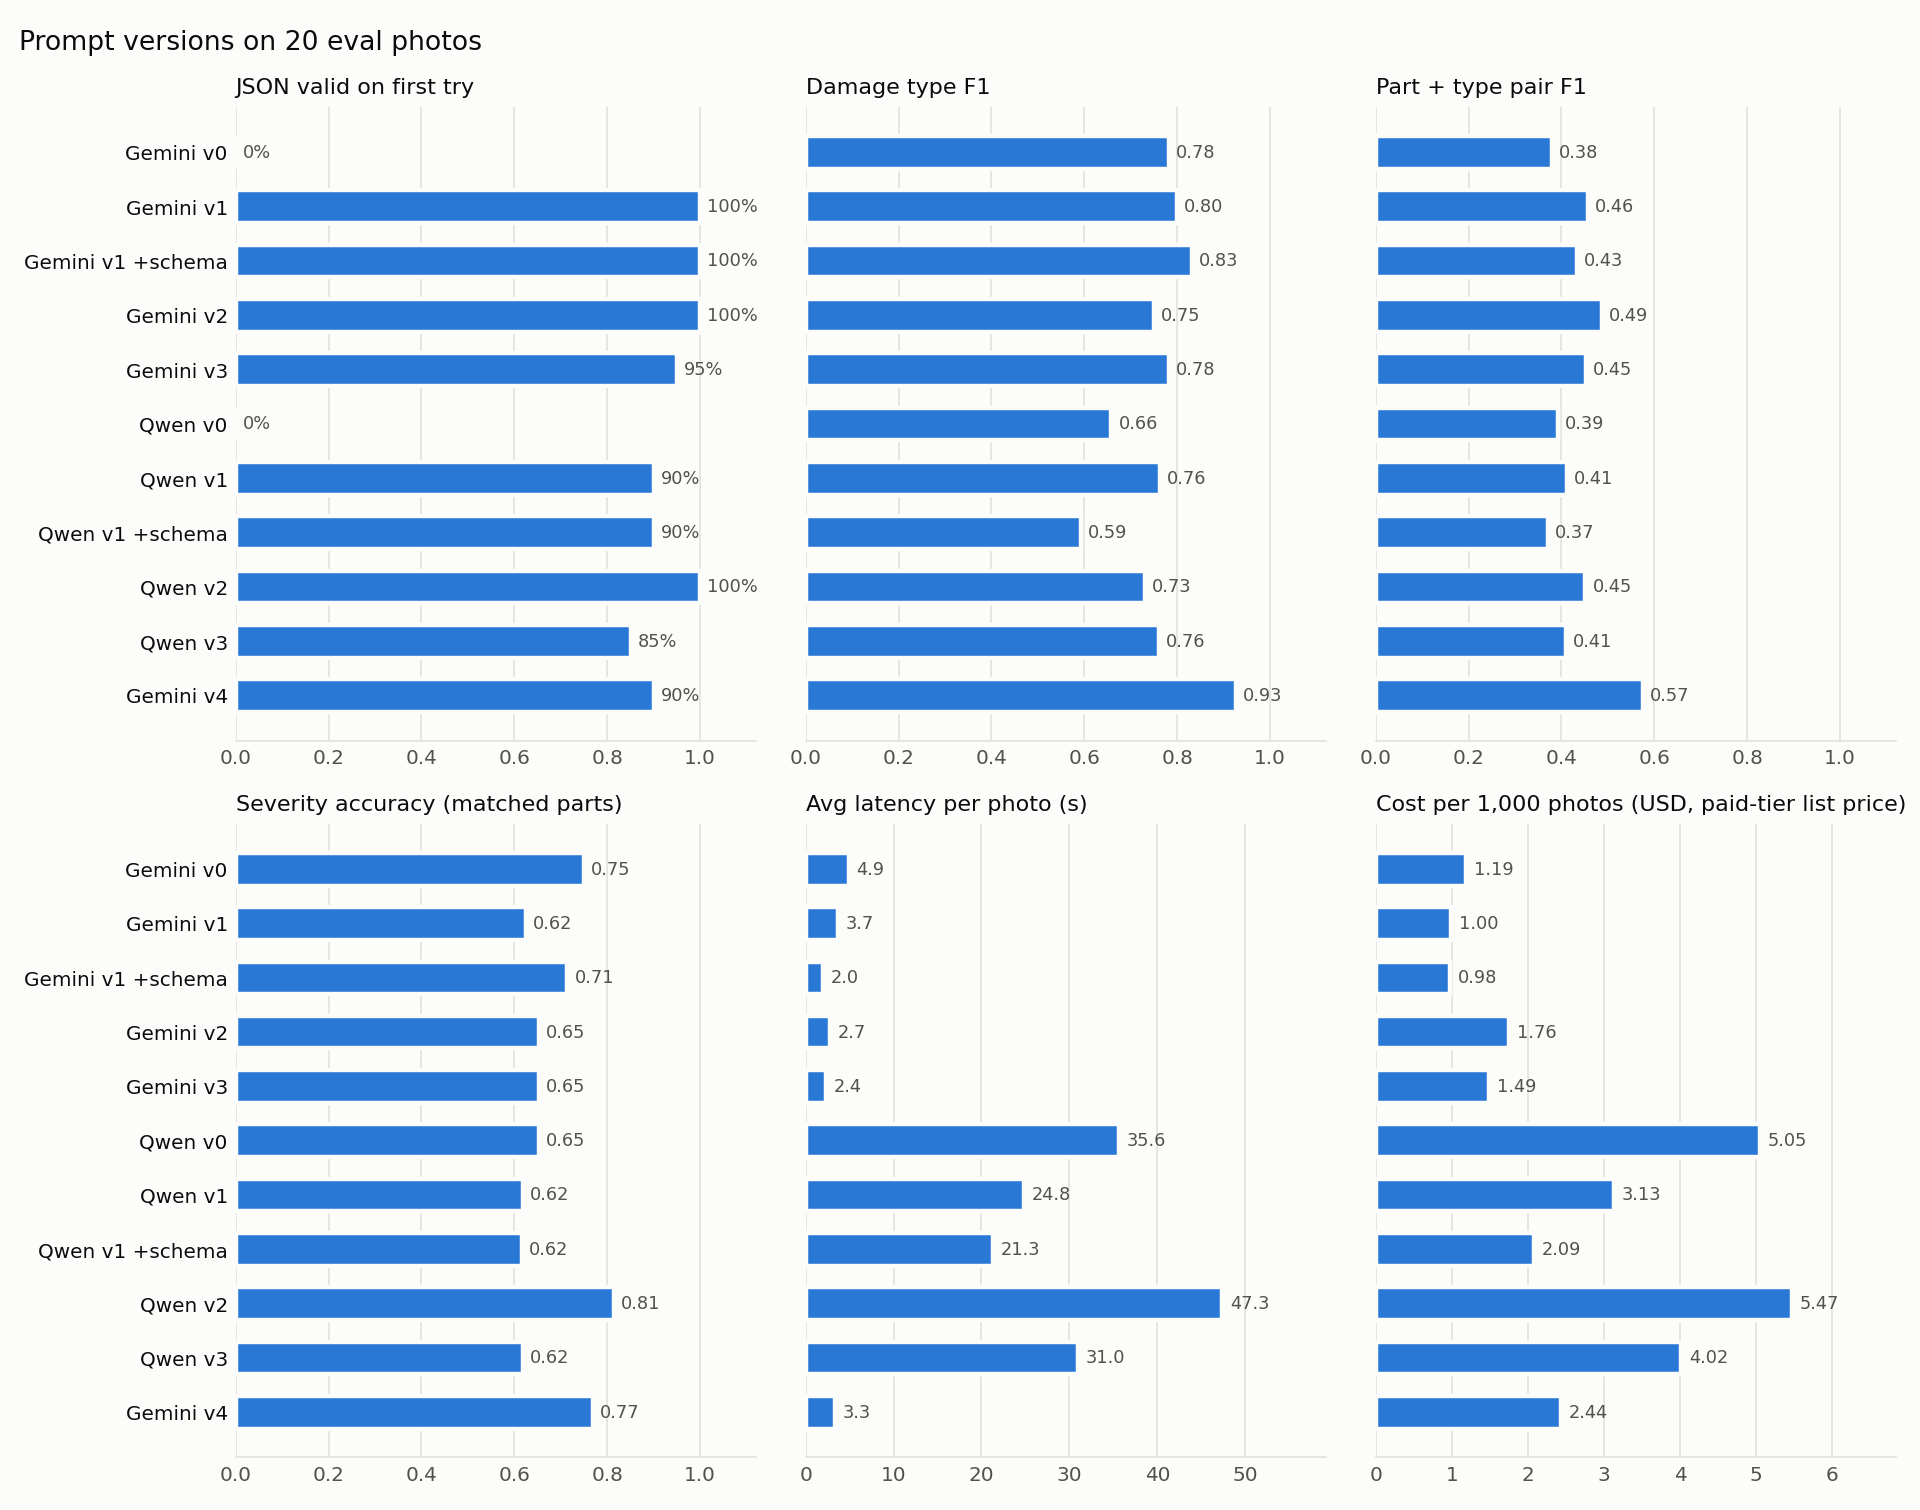 Prompt versions on 20 eval photos
JSON valid on first try
Gemini v0 0%
Gemini v1 100%
Gemini v1 +schema 100%
Gemini v2 100%
Gemini v3 95%
Qwen v0 0%
Qwen v1 90%
Qwen v1 +schema 90%
Qwen v2 100%
Qwen v3 85%
Gemini v4 90%
0.0 0.2 0.4 0.6 0.8 1.0
Damage type F1
0.78
0.80
0.83
0.75
0.78
0.66
0.76
0.59
0.73
0.76
0.93
0.0 0.2 0.4 0.6 0.8 1.0
Part + type pair F1
0.38
0.46
0.43
0.49
0.45
0.39
0.41
0.37
0.45
0.41
0.57
0.0 0.2 0.4 0.6 0.8 1.0
Severity accuracy (matched parts)
Gemini v0 0.75
Gemini v1 0.62
Gemini v1 +schema 0.71
Gemini v2 0.65
Gemini v3 0.65
Qwen v0 0.65
Qwen v1 0.62
Qwen v1 +schema 0.62
Qwen v2 0.81
Qwen v3 0.62
Gemini v4 0.77
0.0 0.2 0.4 0.6 0.8 1.0
Avg latency per photo (s)
4.9
3.7
2.0
2.7
2.4
35.6
24.8
21.3
47.3
31.0
3.3
0 10 20 30 40 50
Cost per 1,000 photos (USD, paid-tier list price)
1.19
1.00
0.98
1.76
1.49
5.05
3.13
2.09
5.47
4.02
2.44
0 1 2 3 4 5 6